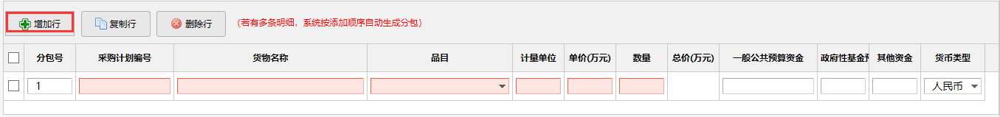 增加行 复制行 删除行 (若有多条明细，系统按添加顺序自动生成分包)
分包号 采购计划编号 货物名称 品目 计量单位 单价(万元) 数量 总价(万元) 一般公共预算资金 政府性基金预 其他资金 货币类型
1 人民币